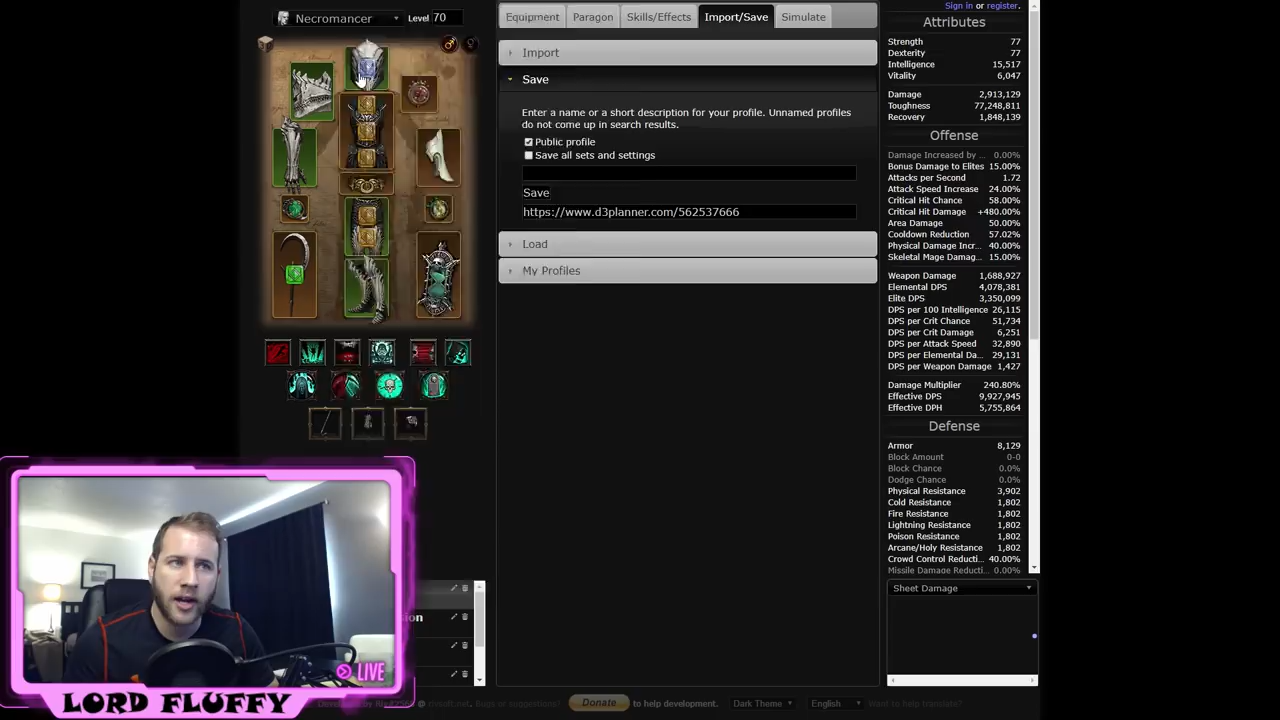 Necromancer
Level 70
Equipment
Paragon
Skills/Effects
Import/Save
Simulate
Import
Save
Enter a name or a short description for your profile. Unnamed profiles
do not come up in search results.
Public profile
Save all sets and settings
Save
https://www.d3planner.com/562537666
Load
My Profiles
Sign in or register.
Attributes
Strength 77
Dexterity 77
Intelligence 15,517
Vitality 6,047
Damage 2,913,129
Toughness 77,248,811
Recovery 1,848,139
Offense
Damage Increased by ... 0.00%
Bonus Damage to Elites 15.00%
Attacks per Second 1.72
Attack Speed Increase 24.00%
Critical Hit Chance 58.00%
Critical Hit Damage +480.00%
Area Damage 50.00%
Cooldown Reduction 57.02%
Physical Damage Incr... 40.00%
Skeletal Mage Damag... 15.00%
Weapon Damage 1,688,927
Elemental DPS 4,078,381
Elite DPS 3,350,099
DPS per 100 Intelligence 26,115
DPS per Crit Chance 51,734
DPS per Crit Damage 6,251
DPS per Attack Speed 32,890
DPS per Elemental Da... 29,131
DPS per Weapon Damage 1,427
Damage Multiplier 240.80%
Effective DPS 9,927,945
Effective DPH 5,755,864
Defense
Armor 8,129
Block Amount 0-0
Block Chance 0.0%
Dodge Chance 0.0%
Physical Resistance 3,902
Cold Resistance 1,802
Fire Resistance 1,802
Lightning Resistance 1,802
Poison Resistance 1,802
Arcane/Holy Resistance 1,802
Crowd Control Reducti... 40.00%
Missile Damage Reducti... 0.00%
Sheet Damage
ion
LIVE
LORD FLUFFY
Bugs or suggestions?
Donate
to help development.
Dark Theme
English
Want to help translate?